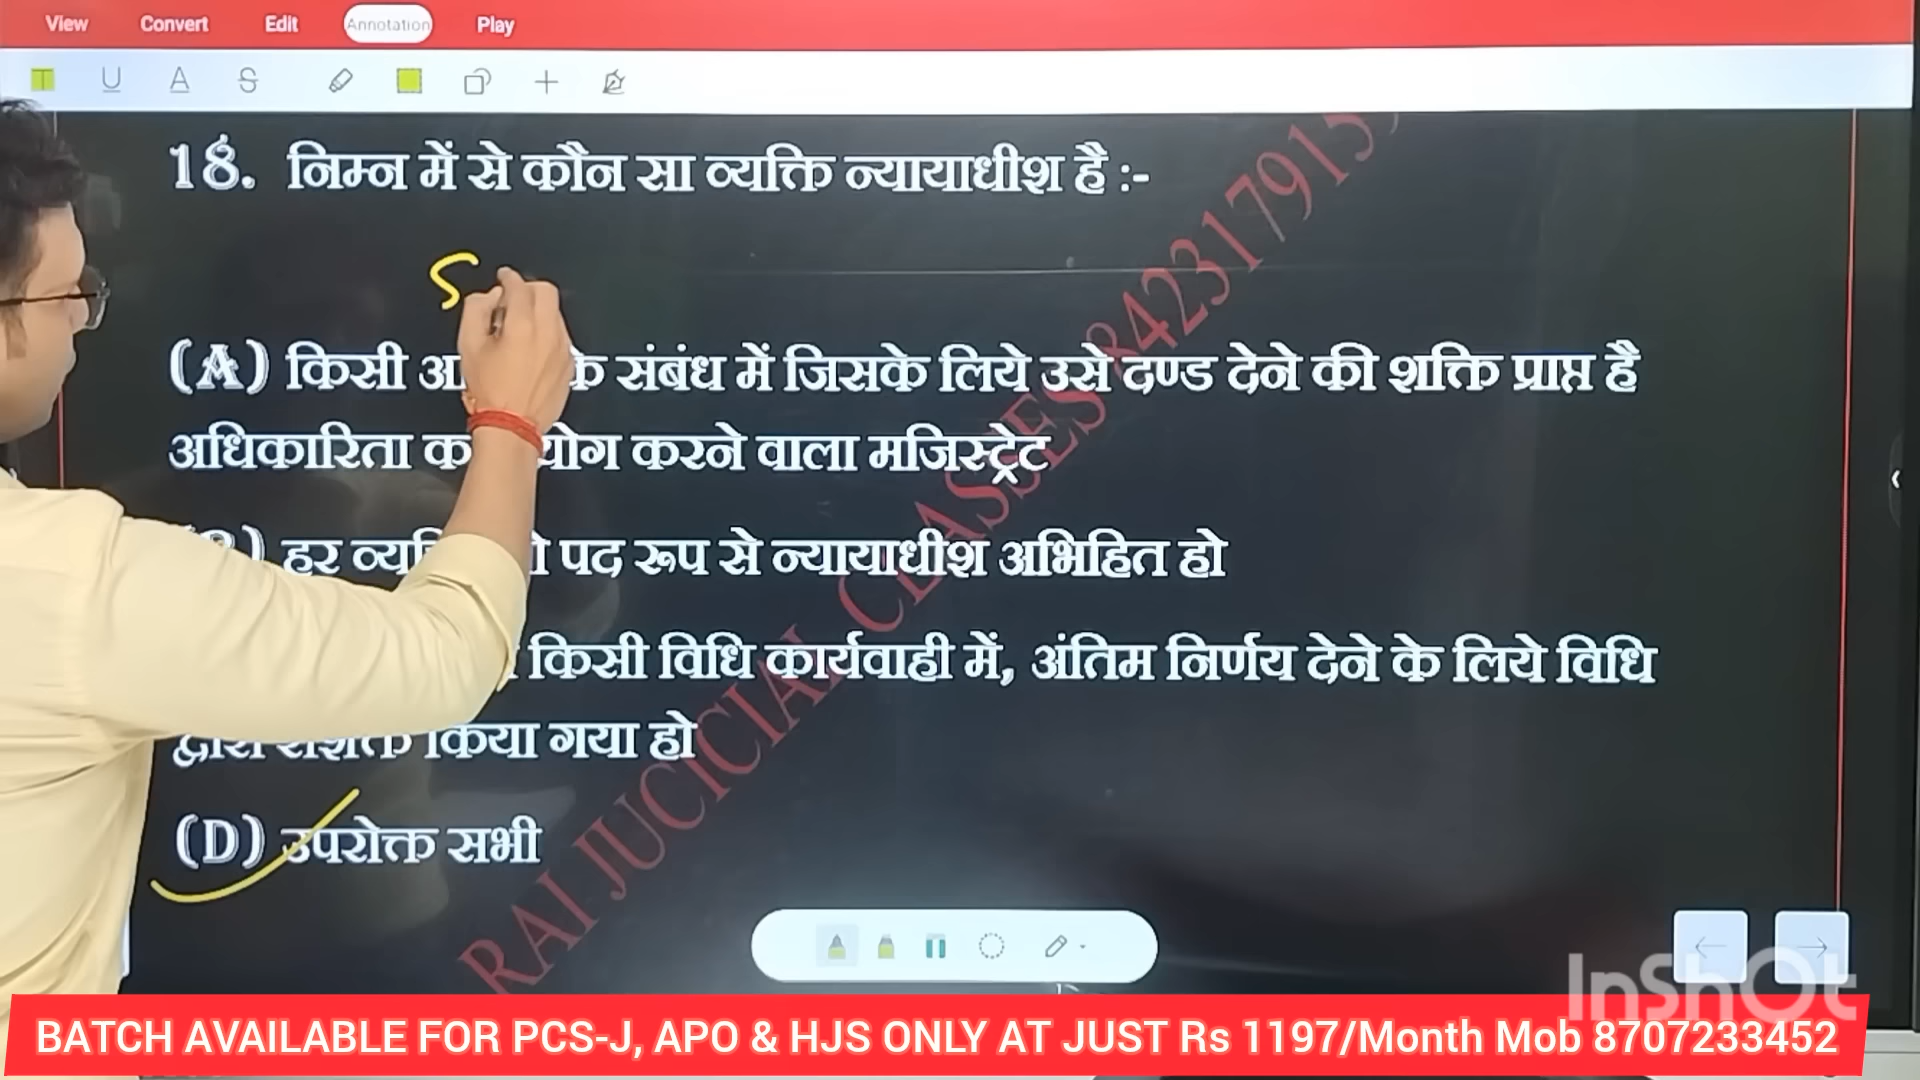 View Convert Edit Annotation Play
T U A S
18. निम्न में से कौन सा व्यक्ति न्यायाधीश है :-
S
(A) किसी के संबंध में जिसके लिये उसे दण्ड देने की शक्ति प्राप्त है
अधिकारिता करने वाला मजिस्ट्रेट
हर पद रूप से न्यायाधीश अभिहित हो
किसी विधि कार्यवाही में, अंतिम निर्णय देने के लिये विधि
द्वारा सशक्त किया गया हो
(D) उपरोक्त सभी
RAI JUCICIAL CLASSES 842317915
InShOt
BATCH AVAILABLE FOR PCS-J, APO & HJS ONLY AT JUST Rs 1197/Month Mob 8707233452